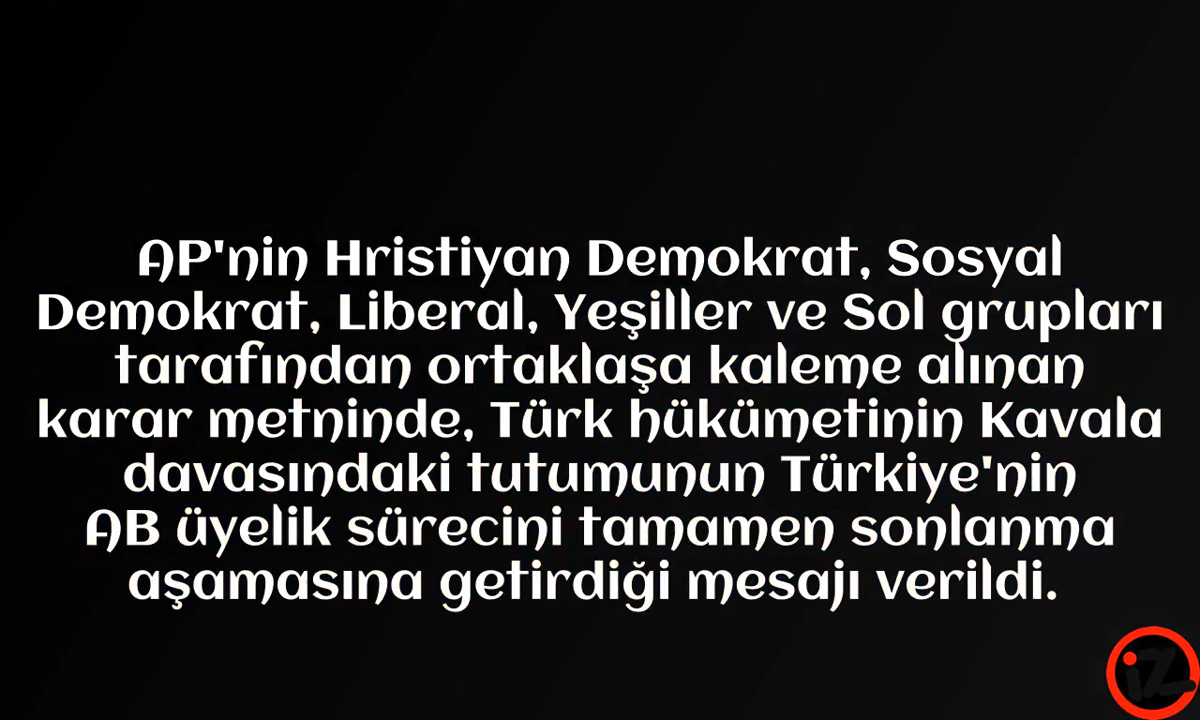 AP'nin Hristiyan Demokrat, Sosyal
Demokrat, Liberal, Yeşiller ve Sol grupları
tarafından ortaklaşa kaleme alınan
karar metninde, Türk hükümetinin Kavala
davasındaki tutumunun Türkiye'nin
AB üyelik sürecini tamamen sonlanma
aşamasına getirdiği mesajı verildi.
iz